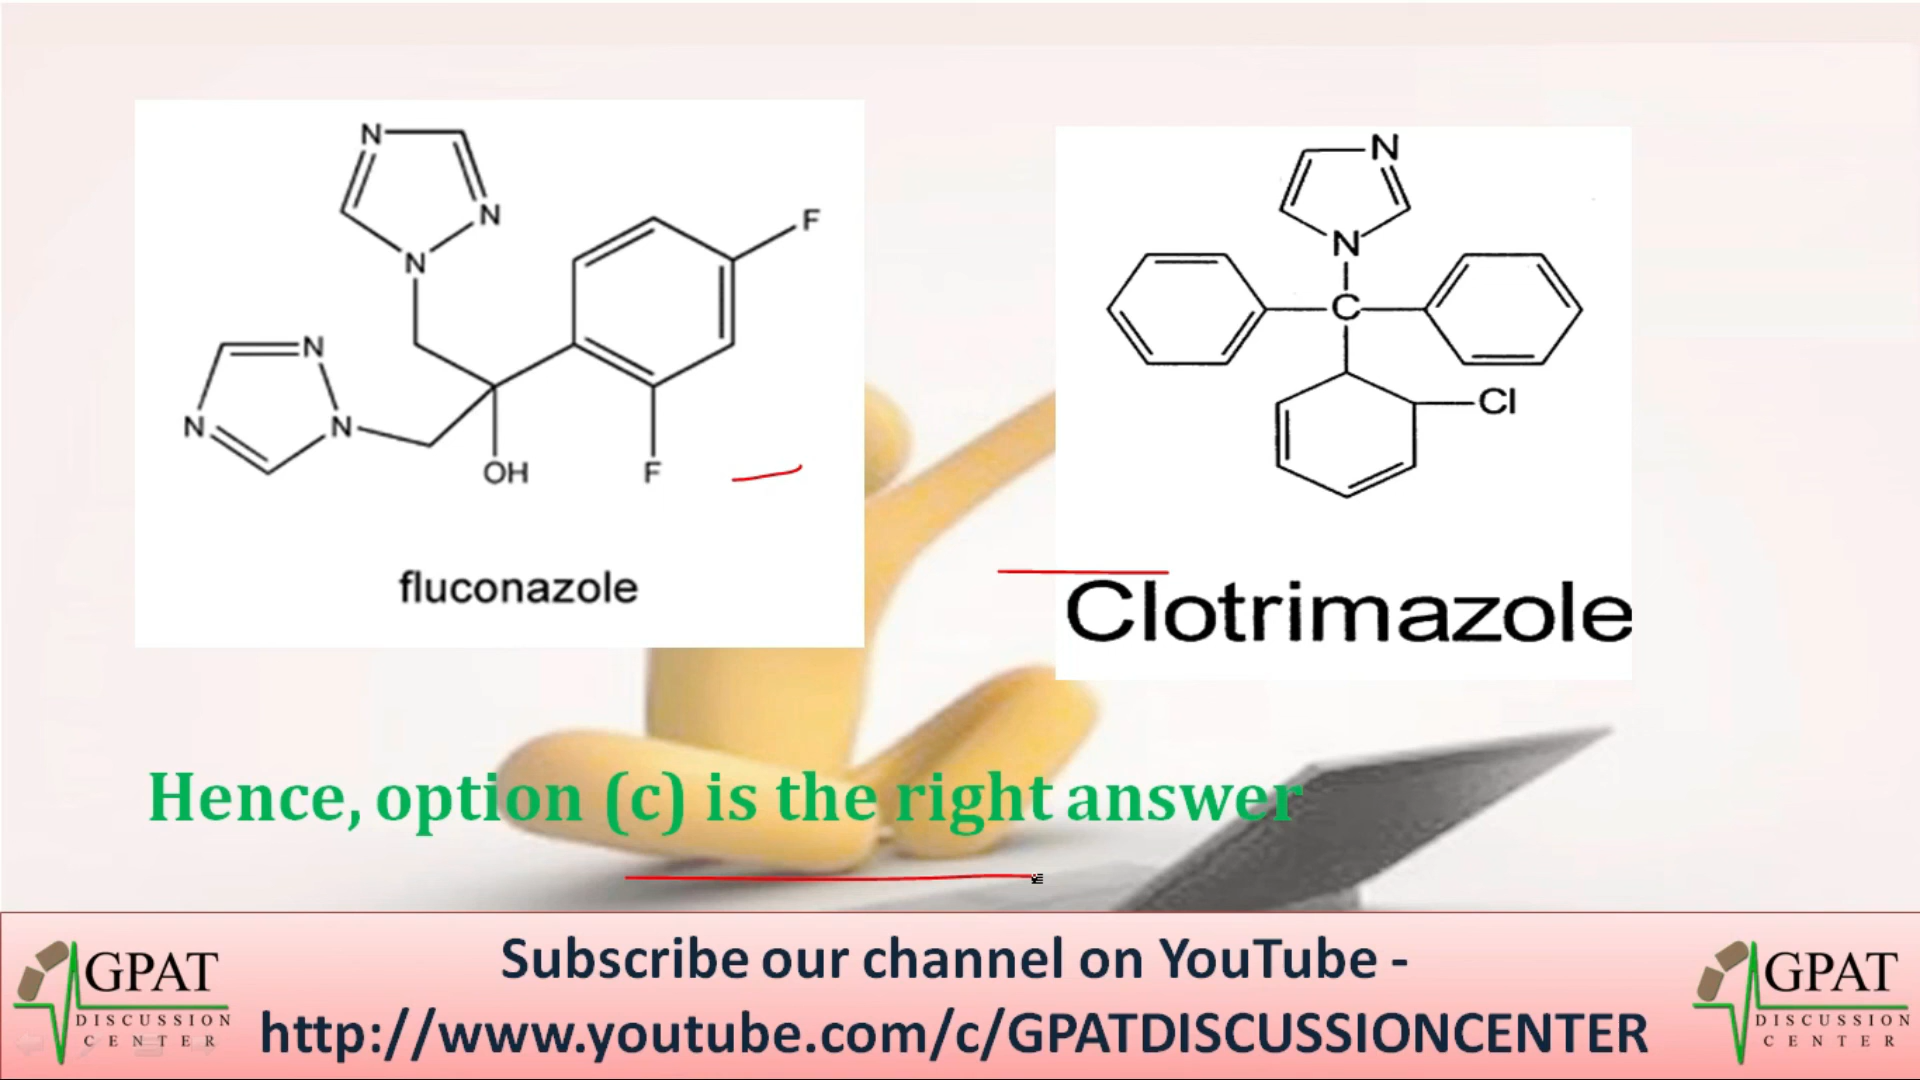 N
N
N
F
N
N
N
OH
F
fluconazole
N
N
C
Cl
Clotrimazole
Hence, option (c) is the right answer
GPAT
DISCUSSION
CENTER
Subscribe our channel on YouTube -
http://www.youtube.com/c/GPATDISCUSSIONCENTER
GPAT
DISCUSSION
CENTER